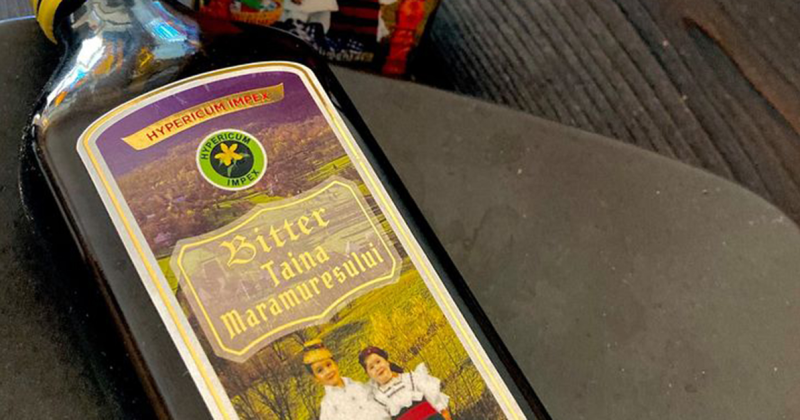 HYPERICUM IMPEX
HYPERICUM
IMPEX
Bitter
Taina
Maramureșului